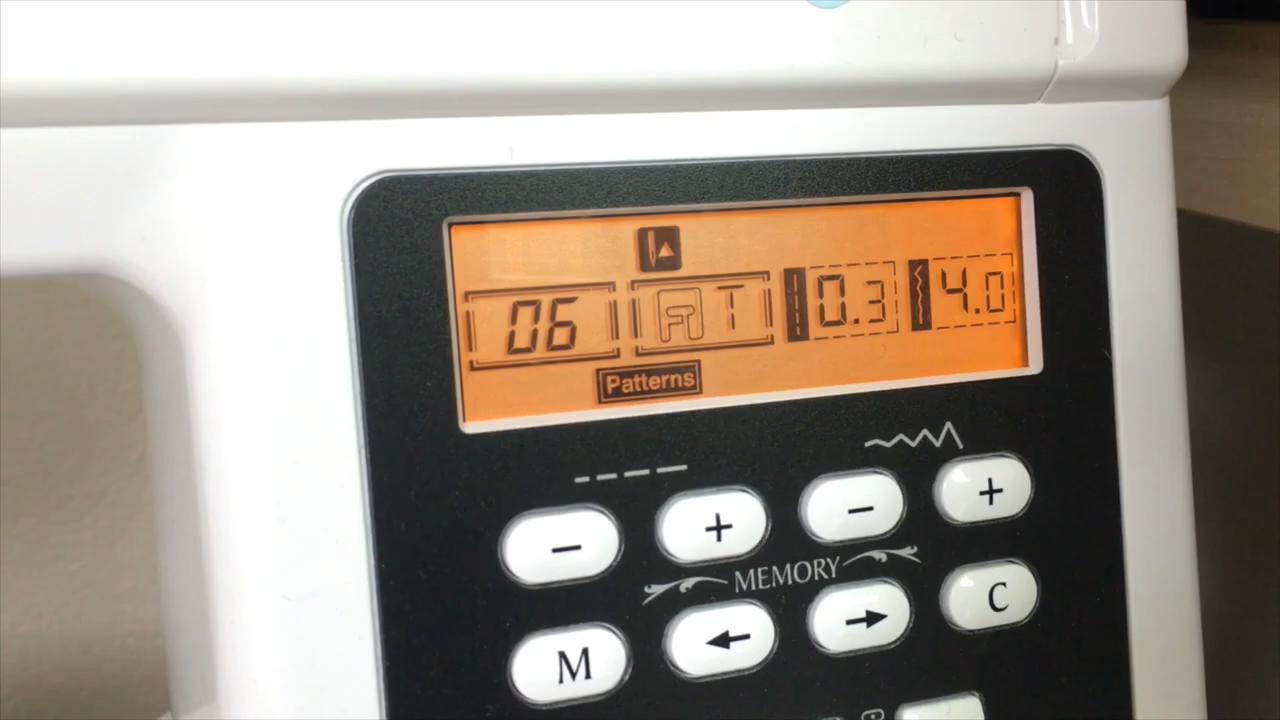 06 T 0.3 4.0
Patterns
− +  − +
MEMORY
M ← → C